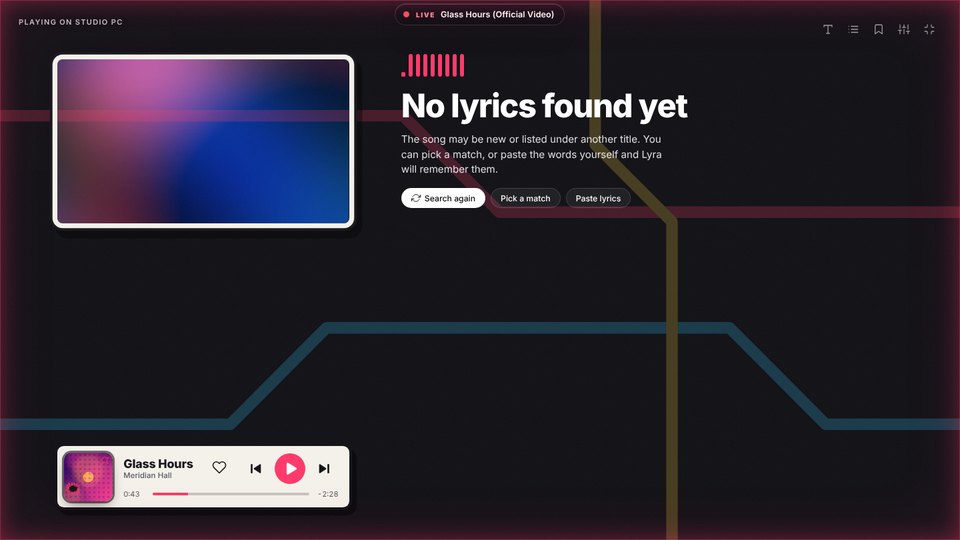 PLAYING ON STUDIO PC
LIVE Glass Hours (Official Video)
No lyrics found yet
The song may be new or listed under another title. You
can pick a match, or paste the words yourself and Lyra
will remember them.
Search again
Pick a match
Paste lyrics
Glass Hours
Meridian Hall
0:43
-2:28